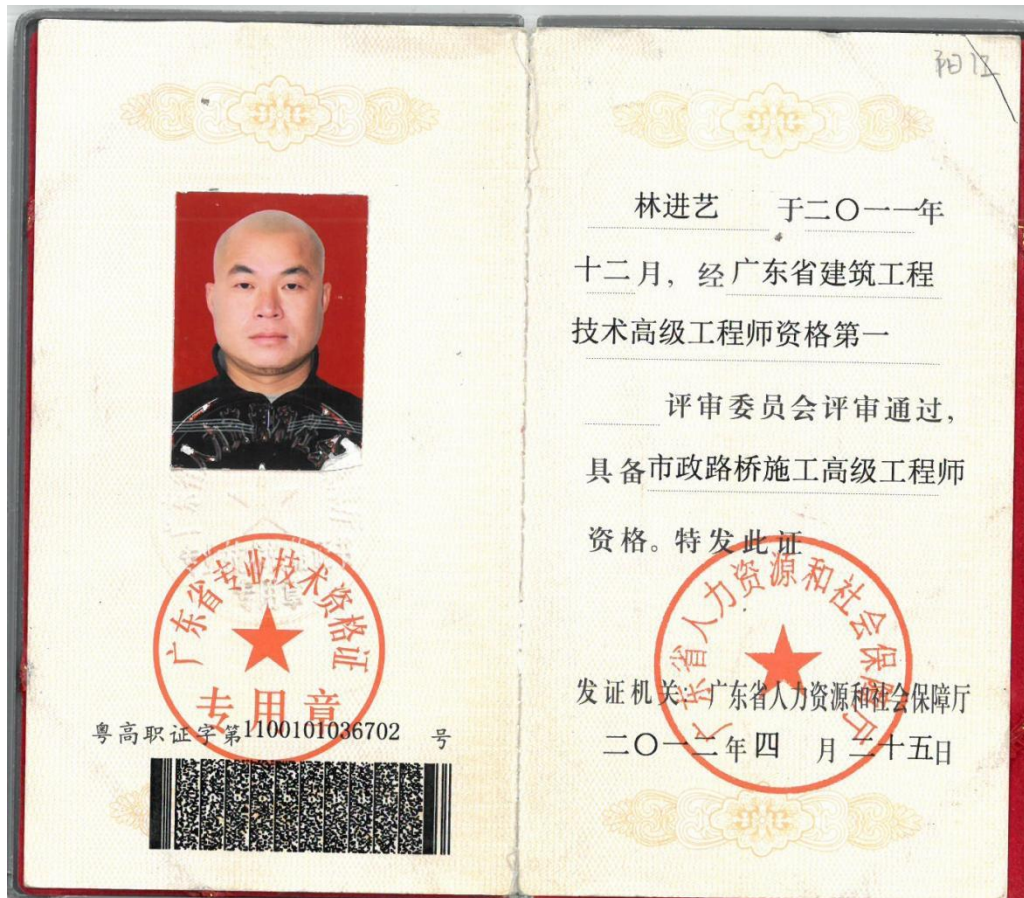 广东省专业技术资格证
专用章
粤高职证字第1100101036702 号
阳江
林进艺 于二〇一一年
十二月，经广东省建筑工程
技术高级工程师资格第一
评审委员会评审通过，
具备市政路桥施工高级工程师
资格。特发此证
广东省人力资源和社会保障厅
发证机关：广东省人力资源和社会保障厅
二〇一二年四 月二十五日